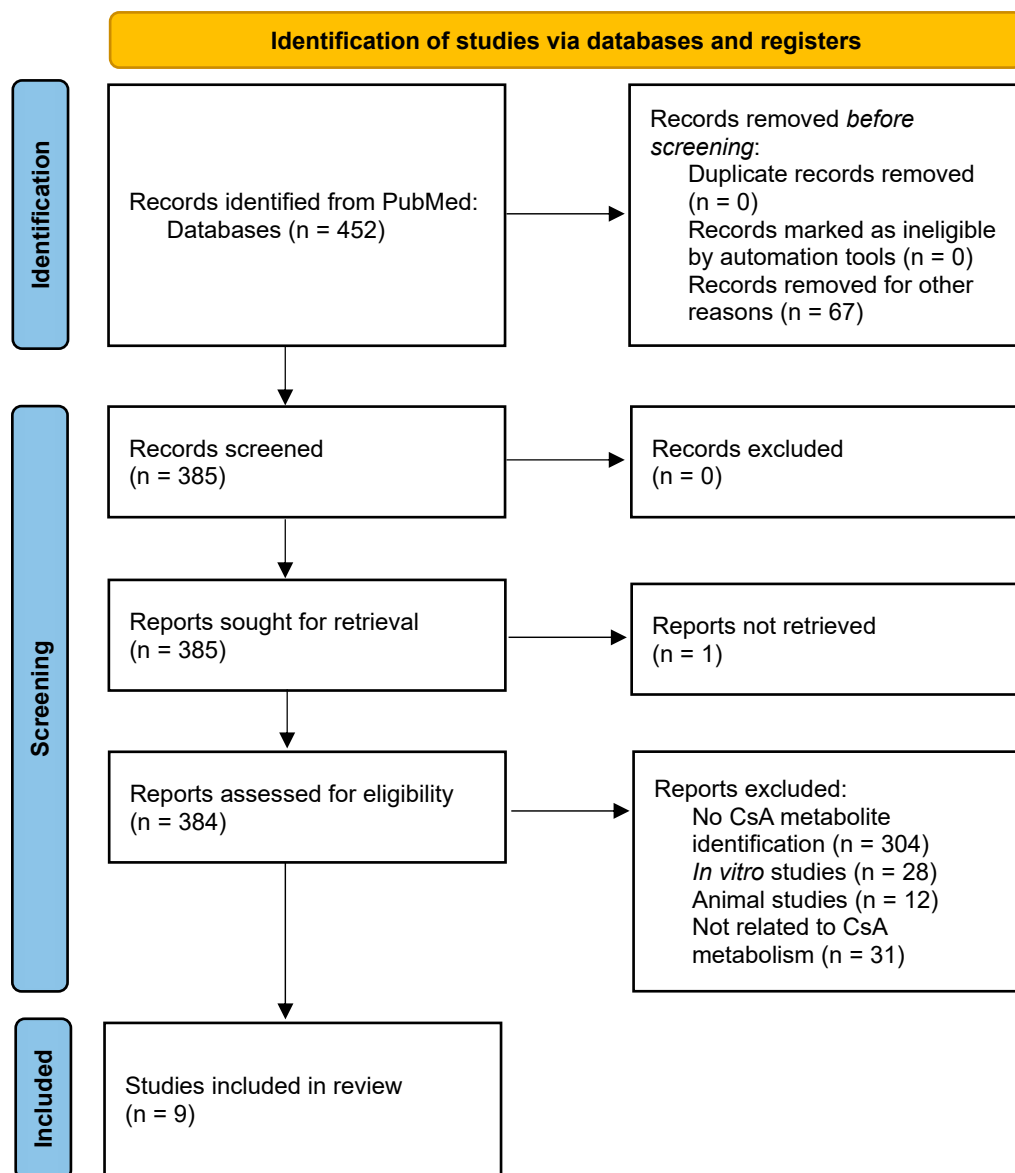 Identification of studies via databases and registers
Identification
Records identified from PubMed:
Databases (n = 452)
Records removed before
screening:
Duplicate records removed
(n = 0)
Records marked as ineligible
by automation tools (n = 0)
Records removed for other
reasons (n = 67)
Screening
Records screened
(n = 385)
Records excluded
(n = 0)
Reports sought for retrieval
(n = 385)
Reports not retrieved
(n = 1)
Reports assessed for eligibility
(n = 384)
Reports excluded:
No CsA metabolite
identification (n = 304)
In vitro studies (n = 28)
Animal studies (n = 12)
Not related to CsA
metabolism (n = 31)
Included
Studies included in review
(n = 9)